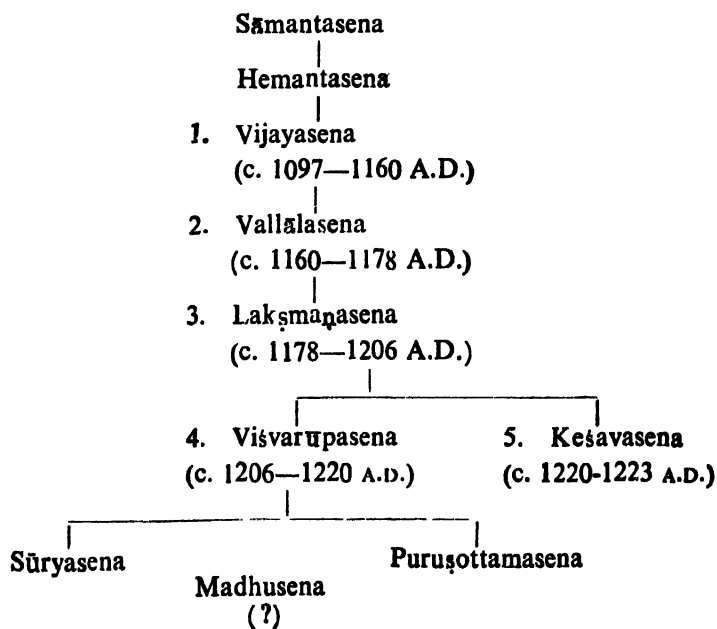 Sāmantasena
Hemantasena
1. Vijayasena
(c. 1097—1160 A.D.)
2. Vallālasena
(c. 1160—1178 A.D.)
3. Lakṣmaṇasena
(c. 1178—1206 A.D.)
4. Viśvarūpasena 5. Keśavasena
(c. 1206—1220 A.D.) (c. 1220-1223 A.D.)
Sūryasena Puruṣottamasena
Madhusena
(?)